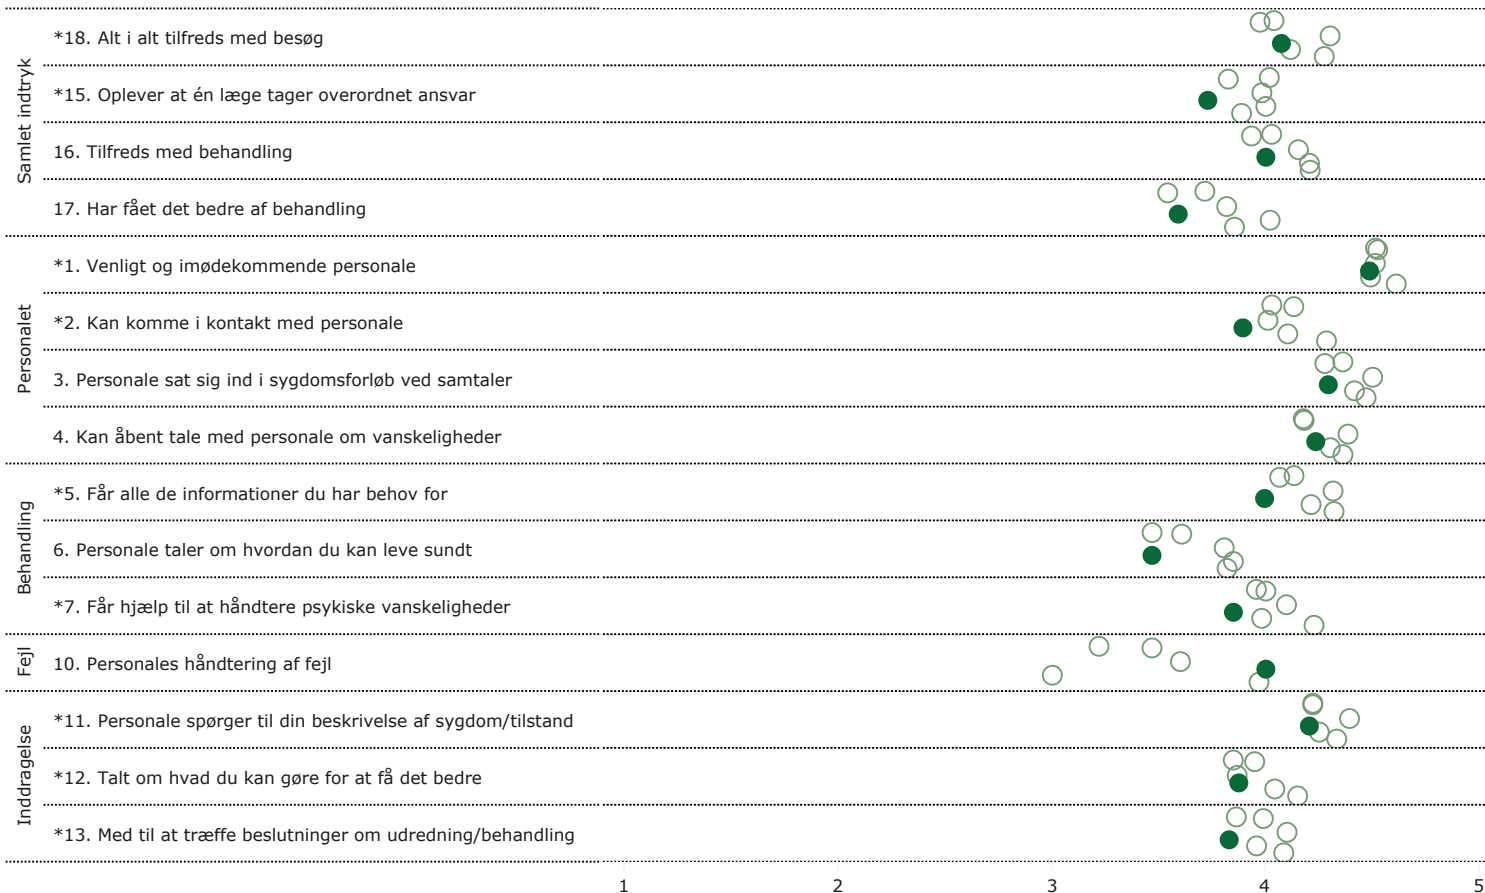 Samlet indtryk
*18. Alt i alt tilfreds med besøg
*15. Oplever at én læge tager overordnet ansvar
16. Tilfreds med behandling
17. Har fået det bedre af behandling
Personalet
*1. Venligt og imødekommende personale
*2. Kan komme i kontakt med personale
3. Personale sat sig ind i sygdomsforløb ved samtaler
4. Kan åbent tale med personale om vanskeligheder
Behandling
*5. Får alle de informationer du har behov for
6. Personale taler om hvordan du kan leve sundt
*7. Får hjælp til at håndtere psykiske vanskeligheder
Fejl
10. Personales håndtering af fejl
Inddragelse
*11. Personale spørger til din beskrivelse af sygdom/tilstand
*12. Talt om hvad du kan gøre for at få det bedre
*13. Med til at træffe beslutninger om udredning/behandling
1 2 3 4 5